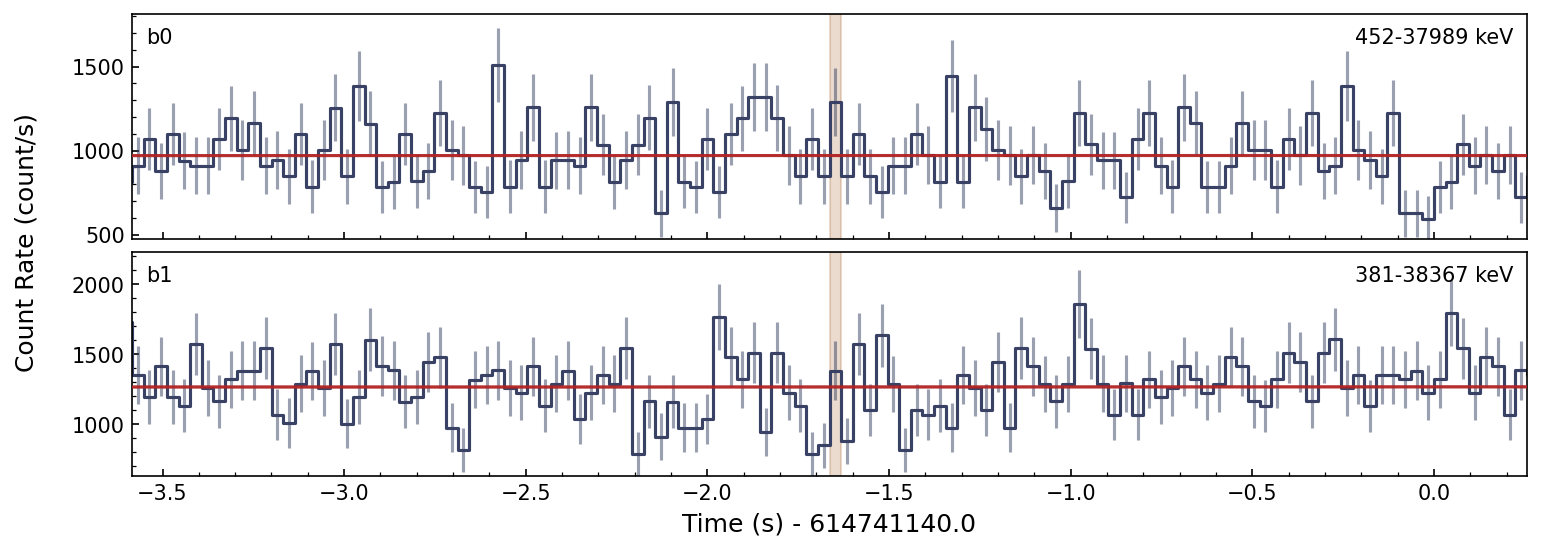 b0
452-37989 keV
1500
1000
500
b1
381-38367 keV
2000
1500
1000
Count Rate (count/s)
−3.5 −3.0 −2.5 −2.0 −1.5 −1.0 −0.5 0.0
Time (s) - 614741140.0